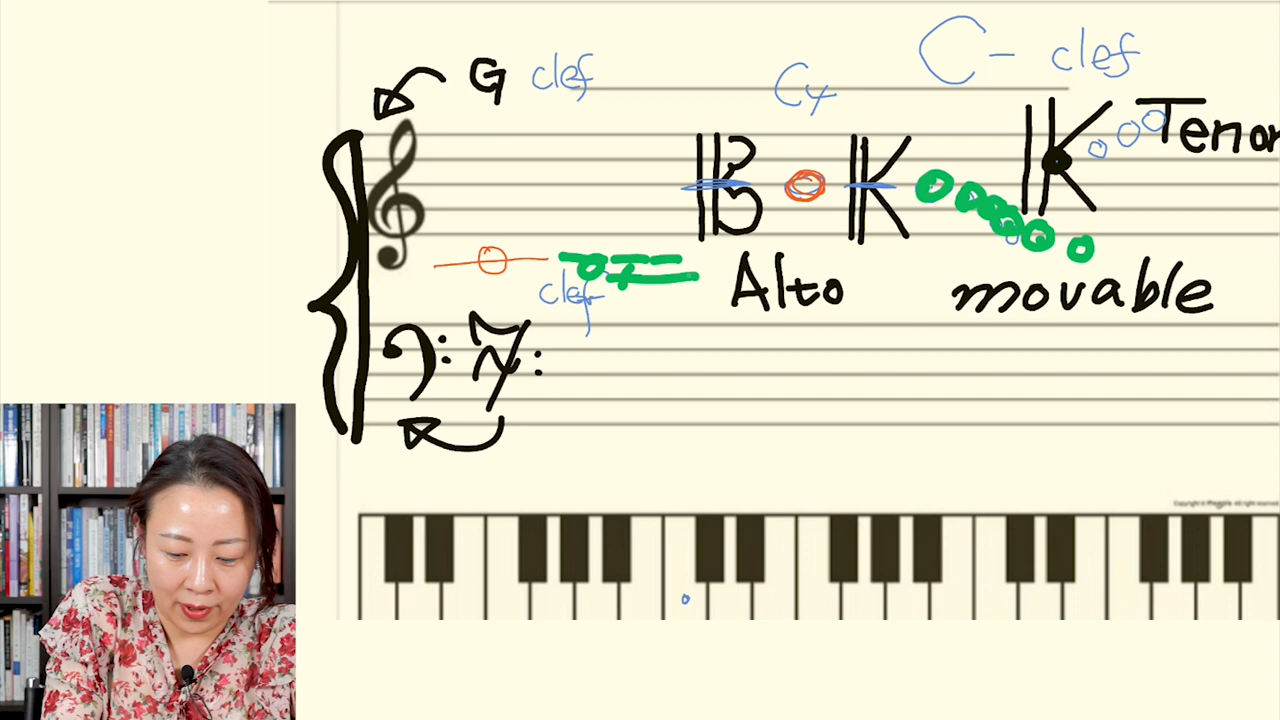 G clef
C4
C - clef
Tenor
clef
Alto
movable